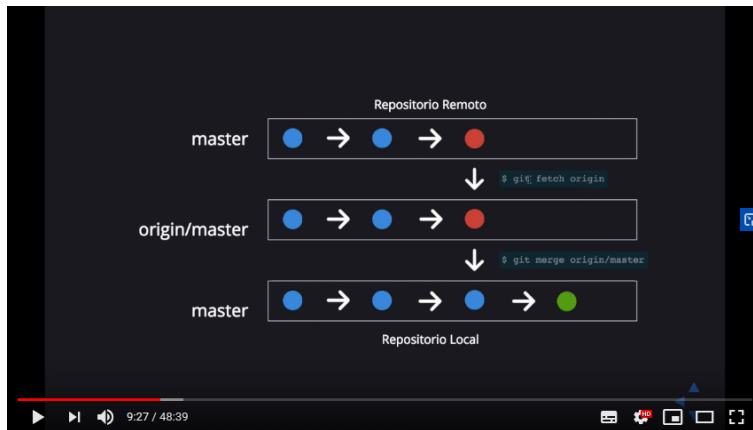 Repositorio Remoto
master
$ git fetch origin
origin/master
$ git merge origin/master
master
Repositorio Local
9:27 / 48:39
HD